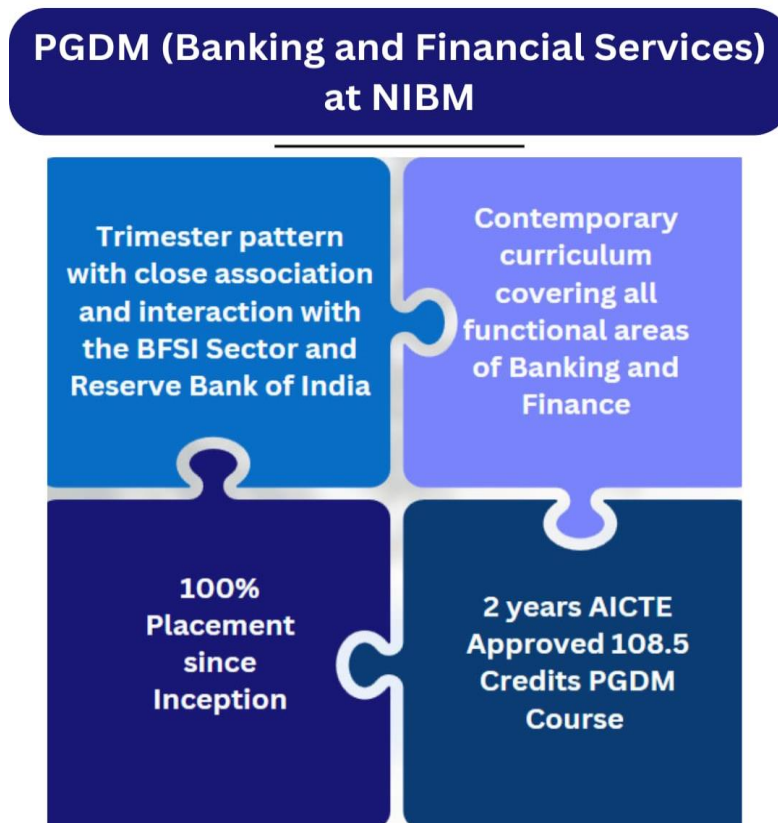 PGDM (Banking and Financial Services)
at NIBM
Trimester pattern
with close association
and interaction with
the BFSI Sector and
Reserve Bank of India
Contemporary
curriculum
covering all
functional areas
of Banking and
Finance
100%
Placement
since
Inception
2 years AICTE
Approved 108.5
Credits PGDM
Course